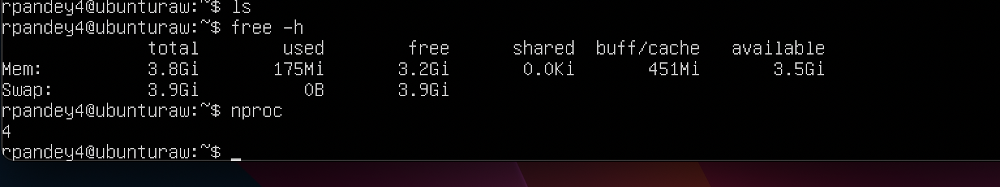 rpandey4@ubunturaw:~$ ls
rpandey4@ubunturaw:~$ free -h
total used free shared buff/cache available
Mem: 3.8Gi 175Mi 3.2Gi 0.0Ki 451Mi 3.5Gi
Swap: 3.9Gi 0B 3.9Gi
rpandey4@ubunturaw:~$ nproc
4
rpandey4@ubunturaw:~$ _